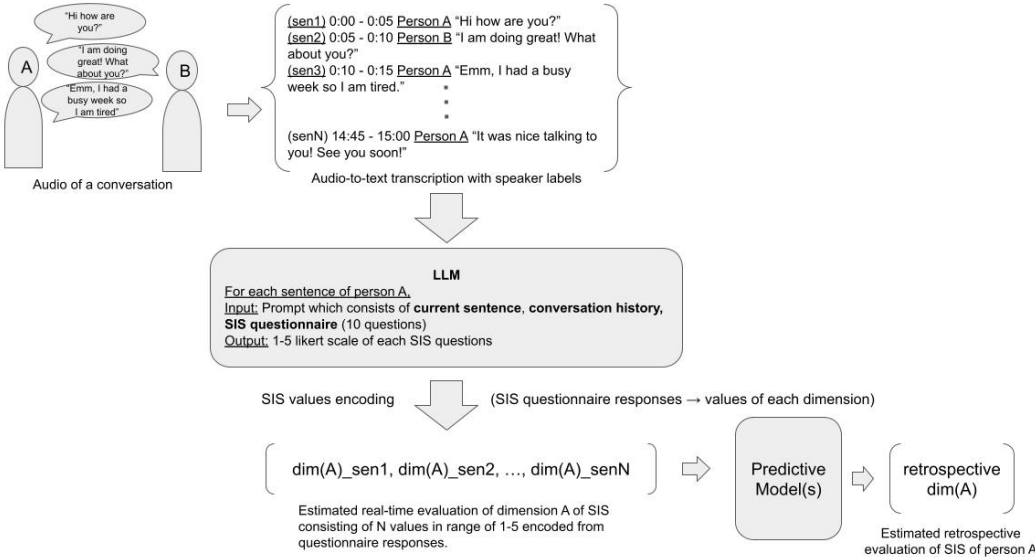 “Hi how are
you?”
“I am doing
great! What
about you?”
“Emm, I had a
busy week so
I am tired”
A
B
Audio of a conversation
(sen1) 0:00 - 0:05 Person A “Hi how are you?”
(sen2) 0:05 - 0:10 Person B “I am doing great! What
about you?”
(sen3) 0:10 - 0:15 Person A “Emm, I had a busy
week so I am tired.”
(senN) 14:45 - 15:00 Person A “It was nice talking to
you! See you soon!”
Audio-to-text transcription with speaker labels
LLM
For each sentence of person A,
Input: Prompt which consists of current sentence, conversation history,
SIS questionnaire (10 questions)
Output: 1-5 likert scale of each SIS questions
SIS values encoding
(SIS questionnaire responses → values of each dimension)
dim(A)_sen1, dim(A)_sen2, …, dim(A)_senN
Estimated real-time evaluation of dimension A of SIS
consisting of N values in range of 1-5 encoded from
questionnaire responses.
Predictive
Model(s)
retrospective
dim(A)
Estimated retrospective
evaluation of SIS of person A